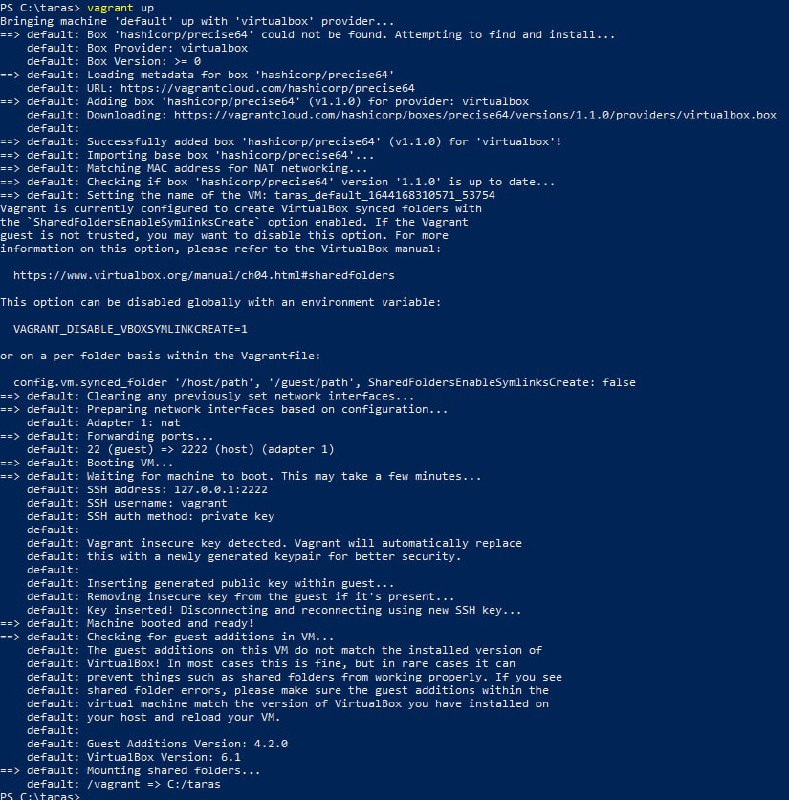 PS C:\taras> vagrant up
Bringing machine 'default' up with 'virtualbox' provider...
==> default: Box 'hashicorp/precise64' could not be found. Attempting to find and install...
    default: Box Provider: virtualbox
    default: Box Version: >= 0
==> default: Loading metadata for box 'hashicorp/precise64'
    default: URL: https://vagrantcloud.com/hashicorp/precise64
==> default: Adding box 'hashicorp/precise64' (v1.1.0) for provider: virtualbox
    default: Downloading: https://vagrantcloud.com/hashicorp/boxes/precise64/versions/1.1.0/providers/virtualbox.box
    default:
==> default: Successfully added box 'hashicorp/precise64' (v1.1.0) for 'virtualbox'!
==> default: Importing base box 'hashicorp/precise64'...
==> default: Matching MAC address for NAT networking...
==> default: Checking if box 'hashicorp/precise64' version '1.1.0' is up to date...
==> default: Setting the name of the VM: taras_default_1644168310571_53754
Vagrant is currently configured to create VirtualBox synced folders with
the `SharedFoldersEnableSymlinksCreate` option enabled. If the Vagrant
guest is not trusted, you may want to disable this option. For more
information on this option, please refer to the VirtualBox manual:

  https://www.virtualbox.org/manual/ch04.html#sharedfolders

This option can be disabled globally with an environment variable:

  VAGRANT_DISABLE_VBOXSYMLINKCREATE=1

or on a per folder basis within the Vagrantfile:

  config.vm.synced_folder '/host/path', '/guest/path', SharedFoldersEnableSymlinksCreate: false
==> default: Clearing any previously set network interfaces...
==> default: Preparing network interfaces based on configuration...
    default: Adapter 1: nat
==> default: Forwarding ports...
    default: 22 (guest) => 2222 (host) (adapter 1)
==> default: Booting VM...
==> default: Waiting for machine to boot. This may take a few minutes...
    default: SSH address: 127.0.0.1:2222
    default: SSH username: vagrant
    default: SSH auth method: private key
    default:
    default: Vagrant insecure key detected. Vagrant will automatically replace
    default: this with a newly generated keypair for better security.
    default:
    default: Inserting generated public key within guest...
    default: Removing insecure key from the guest if it's present...
    default: Key inserted! Disconnecting and reconnecting using new SSH key...
==> default: Machine booted and ready!
==> default: Checking for guest additions in VM...
    default: The guest additions on this VM do not match the installed version of
    default: VirtualBox! In most cases this is fine, but in rare cases it can
    default: prevent things such as shared folders from working properly. If you see
    default: shared folder errors, please make sure the guest additions within the
    default: virtual machine match the version of VirtualBox you have installed on
    default: your host and reload your VM.
    default:
    default: Guest Additions Version: 4.2.0
    default: VirtualBox Version: 6.1
==> default: Mounting shared folders...
    default: /vagrant => C:/taras
PS C:\taras>